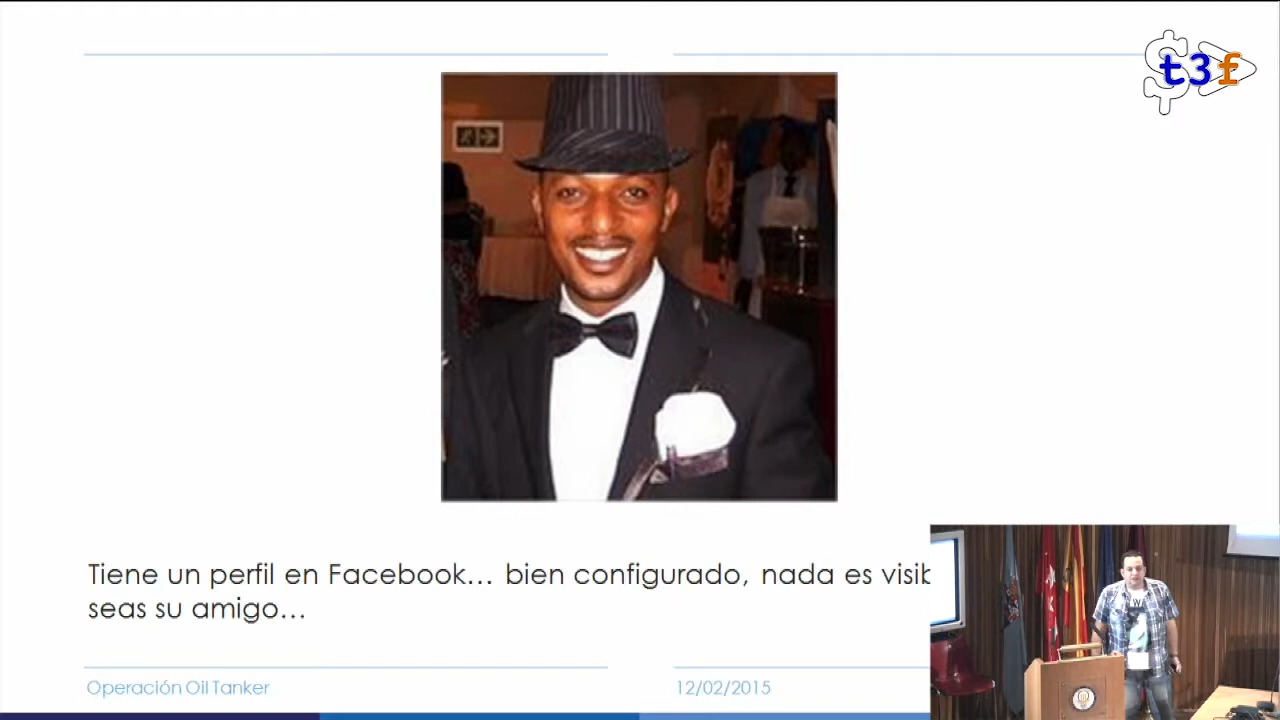 t3f
Tiene un perfil en Facebook... bien configurado, nada es visib
seas su amigo...
Operación Oil Tanker
12/02/2015